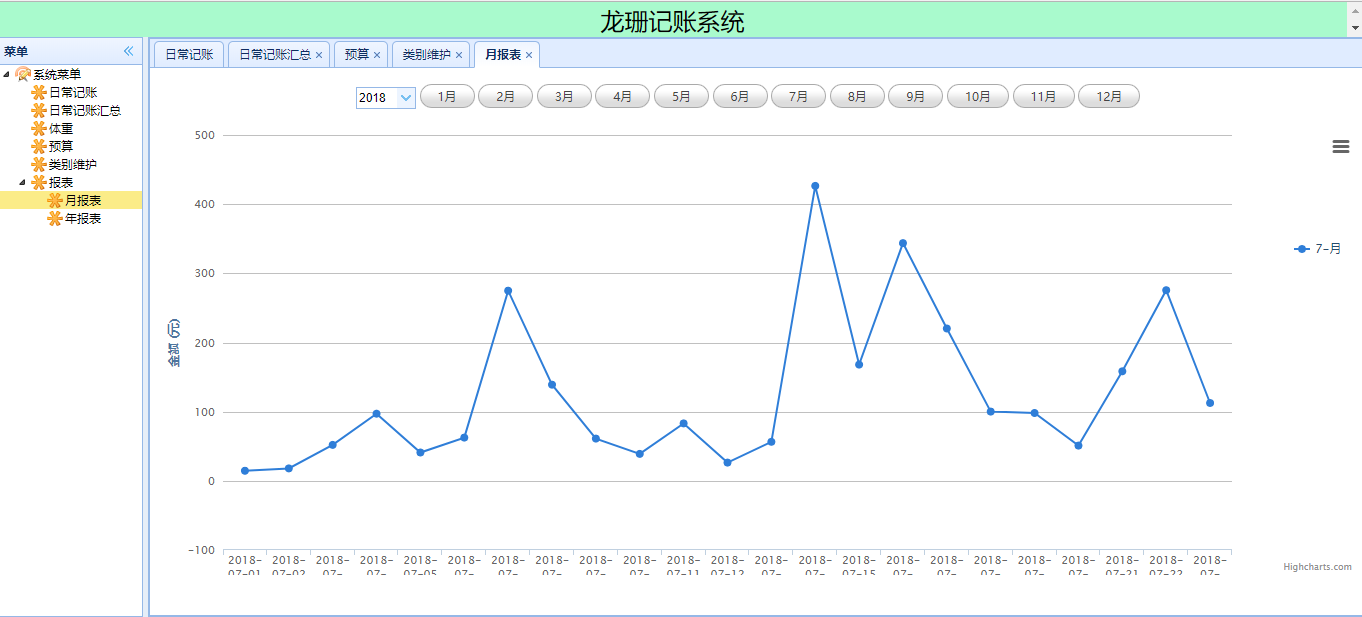 龙珊记账系统
菜单
系统菜单
日常记账
日常记账汇总
体重
预算
类别维护
报表
月报表
年报表
日常记账 日常记账汇总 预算 类别维护 月报表
2018 1月 2月 3月 4月 5月 6月 7月 8月 9月 10月 11月 12月
500
400
300
200
100
0
-100
金额 (元)
7-月
2018- 2018- 2018- 2018- 2018- 2018- 2018- 2018- 2018- 2018- 2018- 2018- 2018- 2018- 2018- 2018- 2018- 2018- 2018- 2018- 2018- 2018- 2018-
07-01 07-02 07- 07- 07-05 07- 07- 07- 07- 07- 07-11 07-12 07- 07- 07-15 07- 07- 07- 07- 07- 07-21 07-22 07-
Highcharts.com